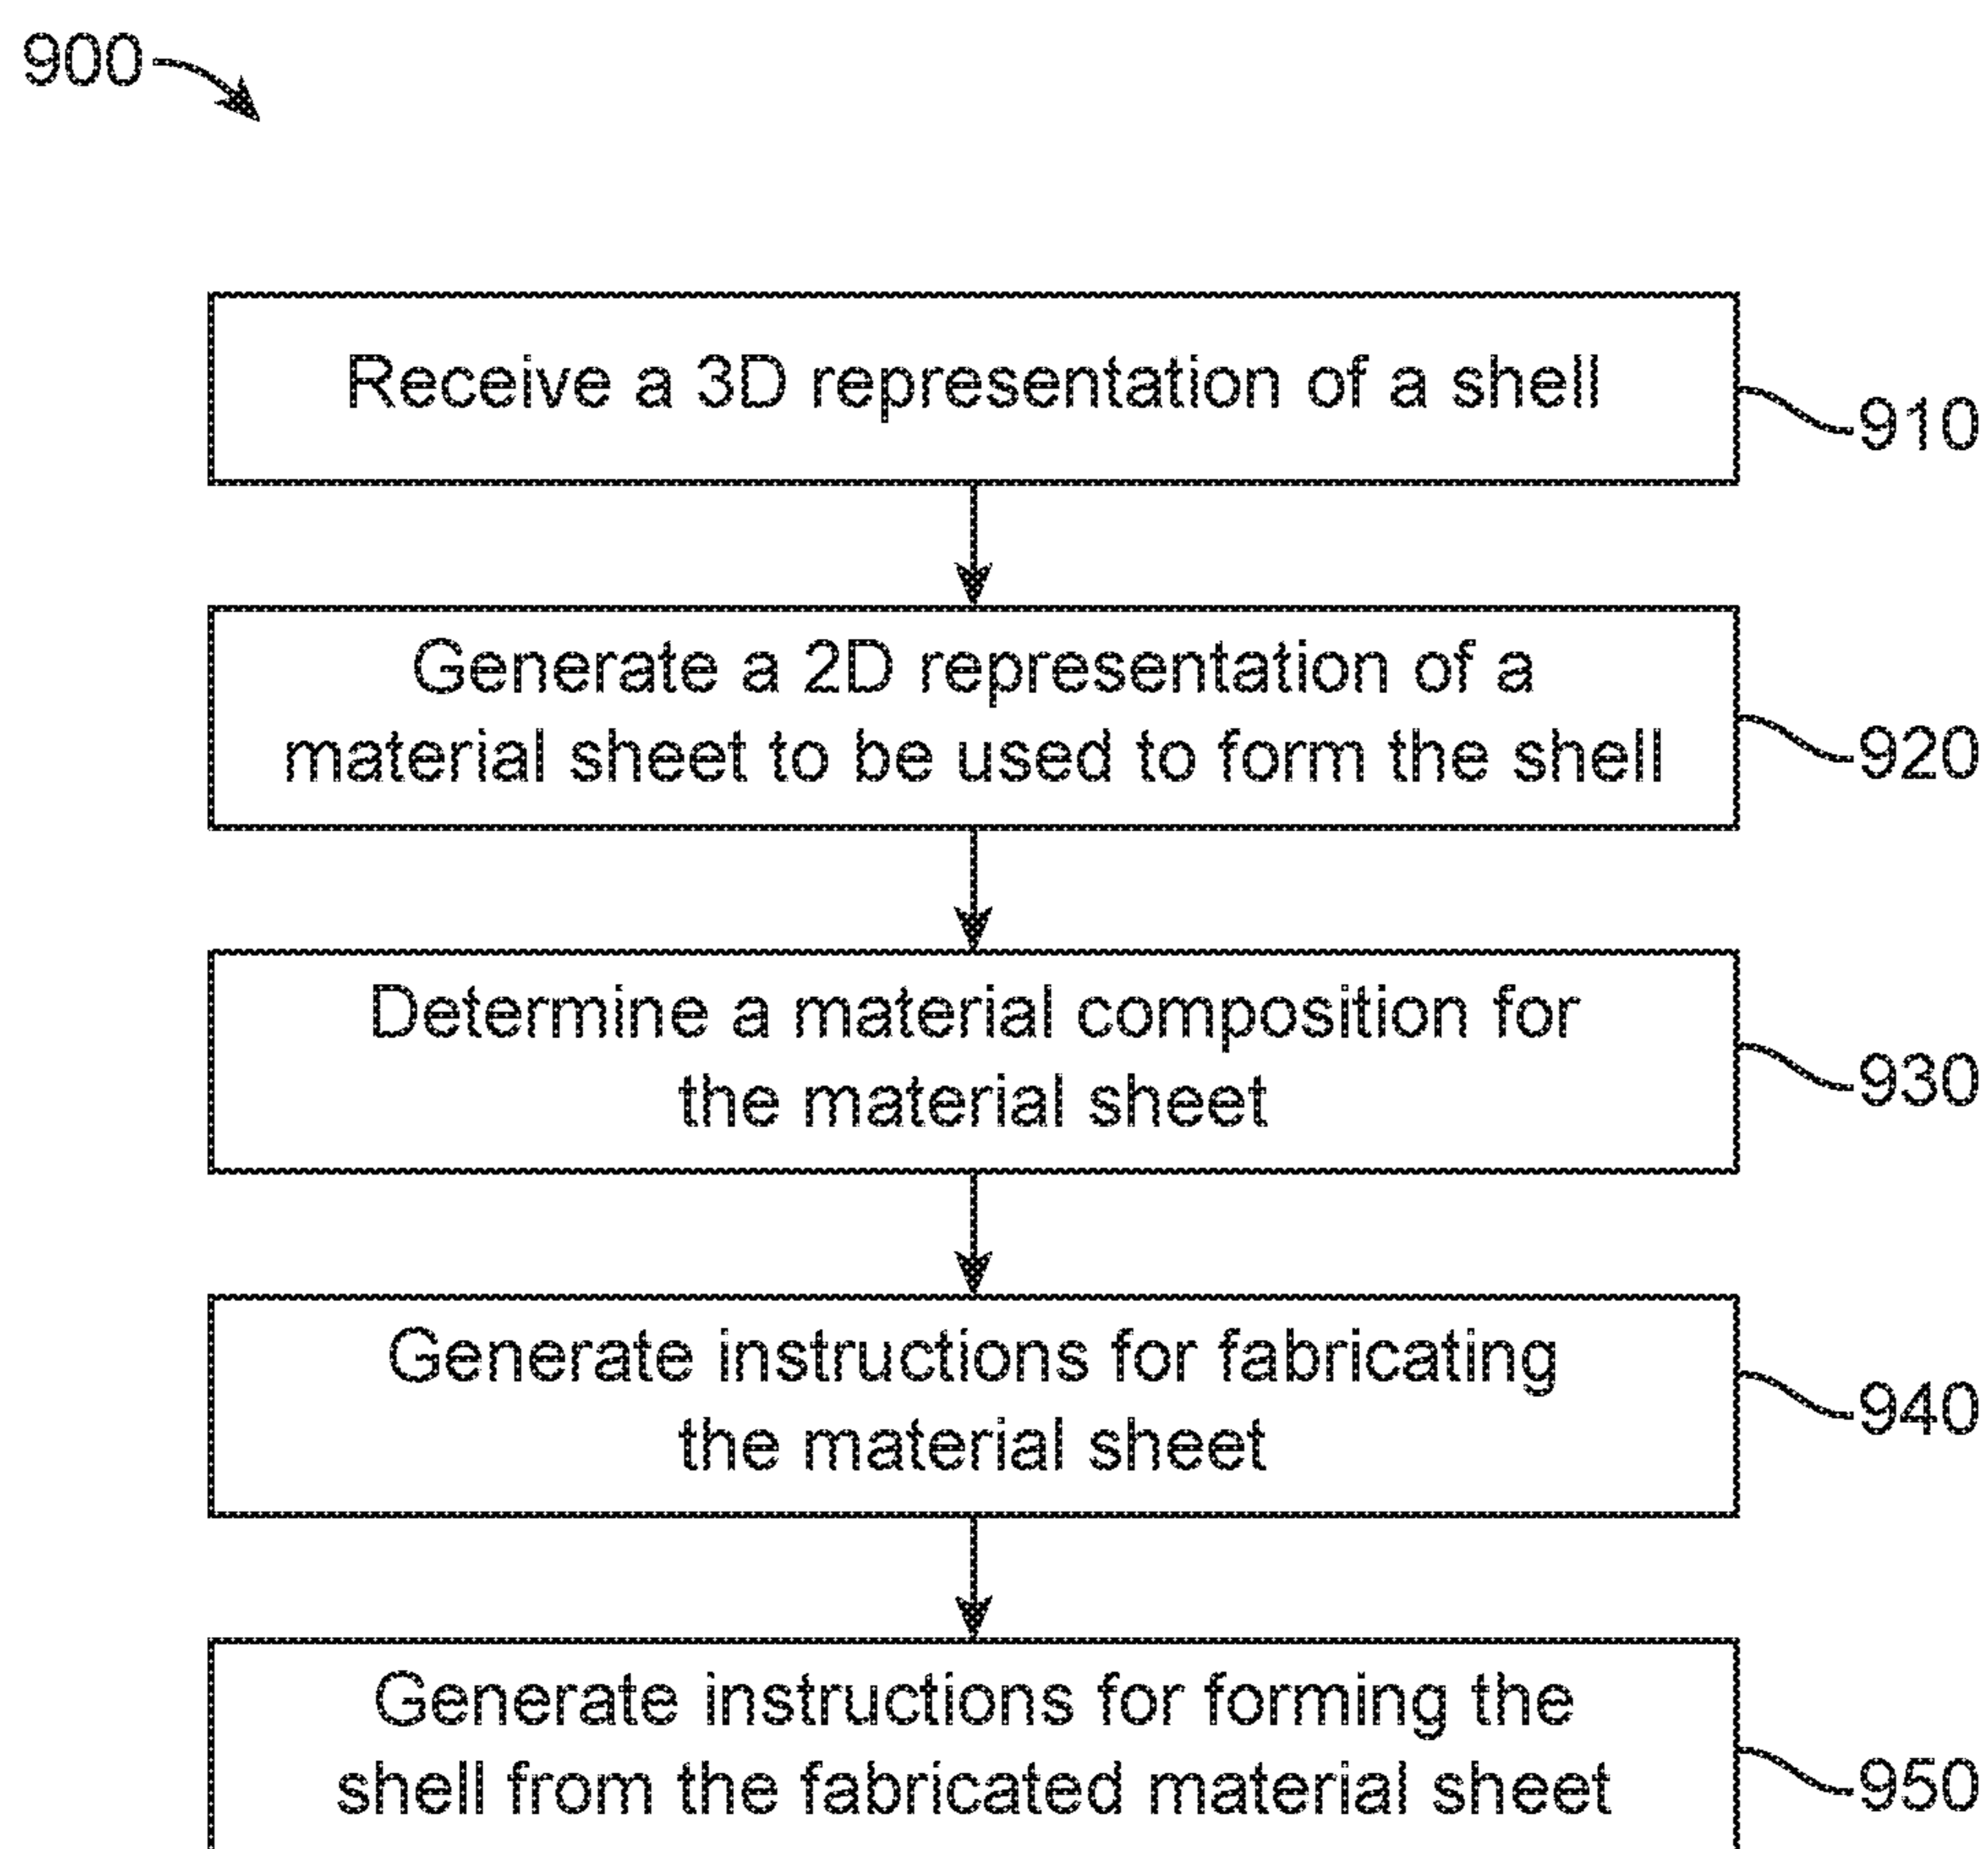 900
Receive a 3D representation of a shell
910
Generate a 2D representation of a
material sheet to be used to form the shell
920
Determine a material composition for
the material sheet
930
Generate instructions for fabricating
the material sheet
940
Generate instructions for forming the
shell from the fabricated material sheet
950